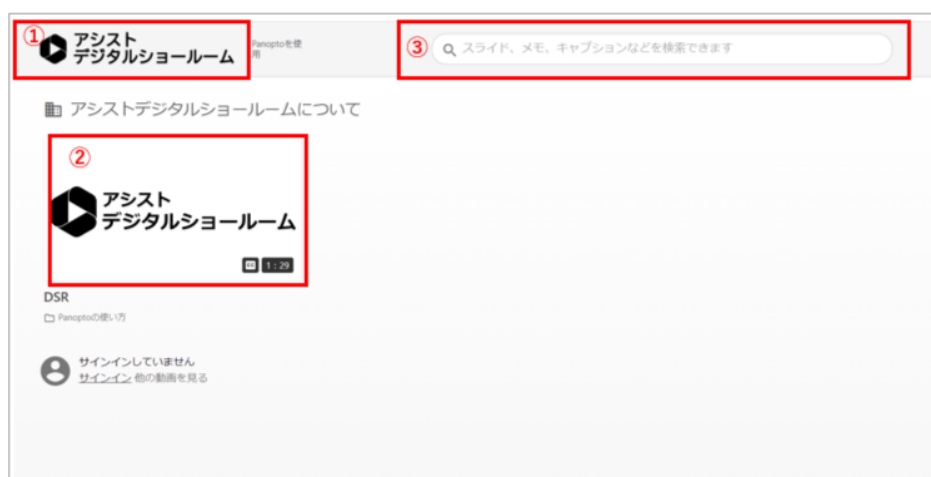 ①
アシスト
デジタルショールーム
Panoptoを使
用
③
スライド、メモ、キャプションなどを検索できます
アシストデジタルショールームについて
②
アシスト
デジタルショールーム
1:29
DSR
Panoptoの使い方
サインインしていません
サインイン 他の動画を見る